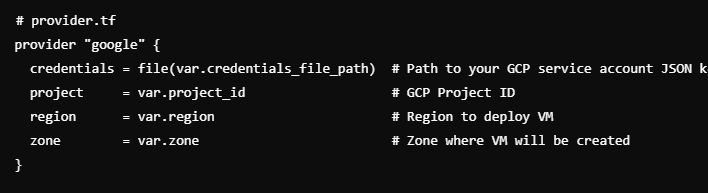 # provider.tf
provider "google" {
  credentials = file(var.credentials_file_path)  # Path to your GCP service account JSON k
  project     = var.project_id                   # GCP Project ID
  region      = var.region                       # Region to deploy VM
  zone        = var.zone                         # Zone where VM will be created
}